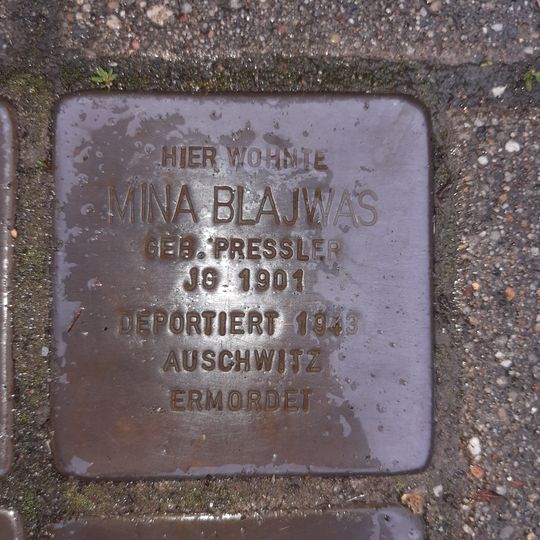 HIER WOHNTE
MINA BLAJWAS
GEB. PRESSLER
JG. 1901
DEPORTIERT 1943
AUSCHWITZ
ERMORDET